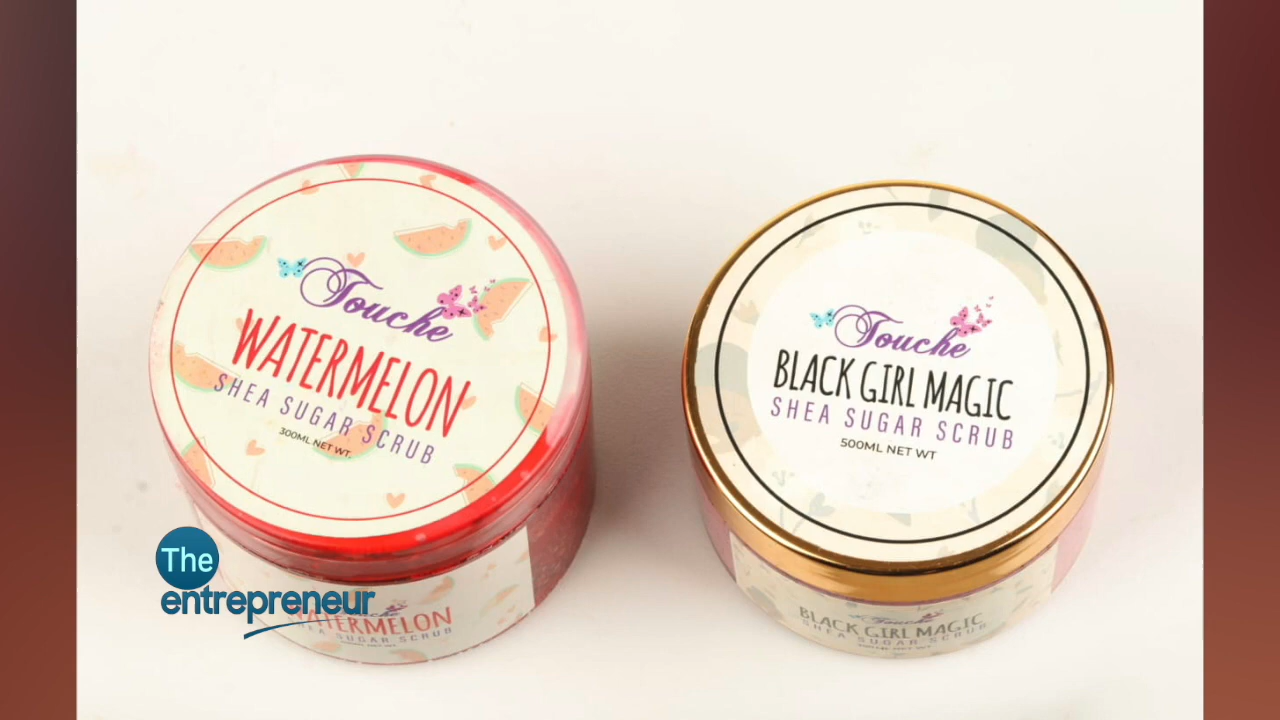 Touche
WATERMELON
SHEA SUGAR SCRUB
300ML NET WT.
Touche
BLACK GIRL MAGIC
SHEA SUGAR SCRUB
500ML NET WT
The
entrepreneur
WATERMELON
SHEA SUGAR SCRUB
Touche
BLACK GIRL MAGIC
SHEA SUGAR SCRUB